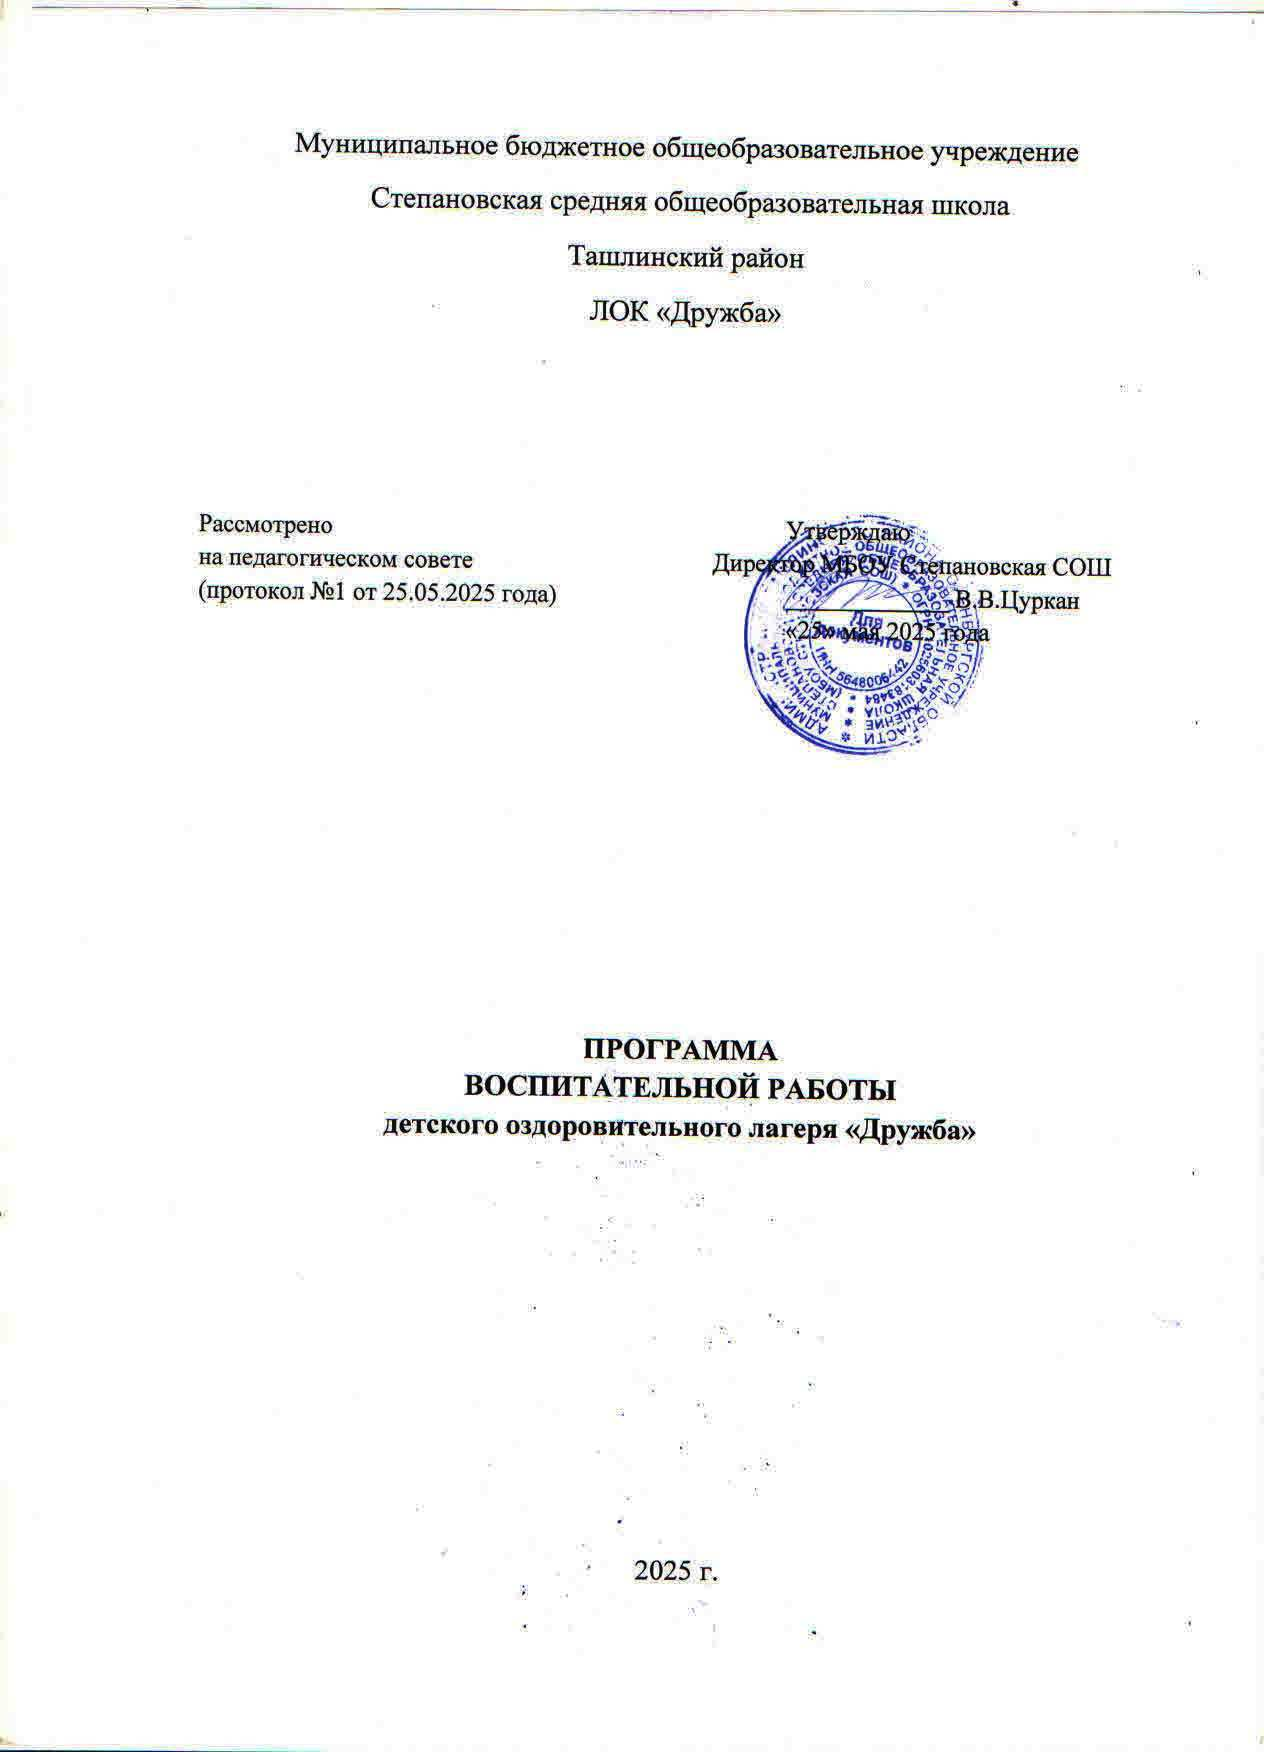 Муниципальное бюджетное общеобразовательное учреждение
Степановская средняя общеобразовательная школа
Ташлинский район
ЛОК «Дружба»
Рассмотрено
на педагогическом совете
(протокол №1 от 25.05.2025 года)
Утверждаю
Директор МБОУ Степановская СОШ
В.В.Цуркан
«25» мая 2025 года
Для
документов
ПРОГРАММА
ВОСПИТАТЕЛЬНОЙ РАБОТЫ
детского оздоровительного лагеря «Дружба»
2025 г.